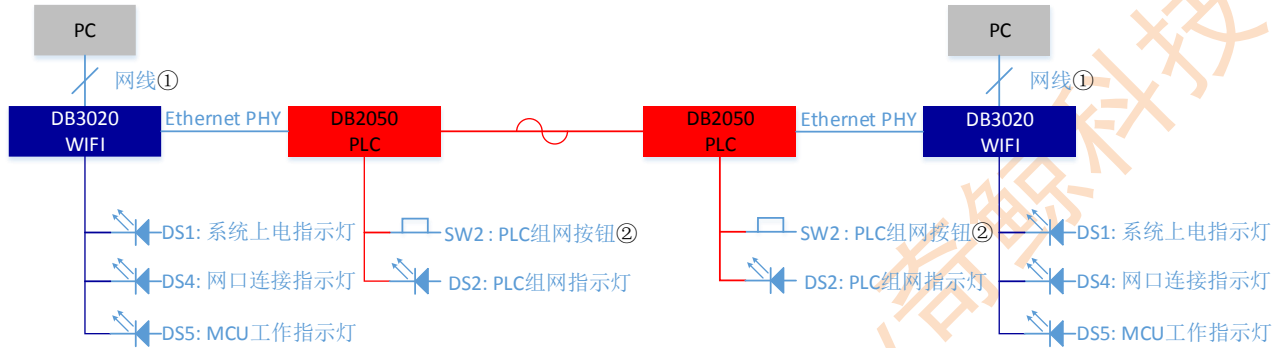 PC
PC
网线①
网线①
DB3020
WIFI
Ethernet PHY
DB2050
PLC
DB2050
PLC
Ethernet PHY
DB3020
WIFI
DS1: 系统上电指示灯
SW2 : PLC组网按钮②
SW2 : PLC组网按钮②
DS1: 系统上电指示灯
DS4: 网口连接指示灯
DS2: PLC组网指示灯
DS2: PLC组网指示灯
DS4: 网口连接指示灯
DS5: MCU工作指示灯
DS5: MCU工作指示灯
奇鲸科技